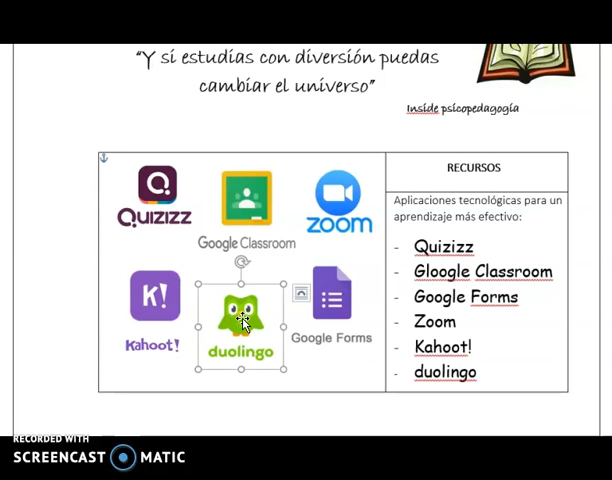 “Y si estudias con diversión puedas
cambiar el universo”
Inside psicopedagogía
Quizizz
Google Classroom
zoom
K!
Kahoot!
duolingo
Google Forms
RECURSOS
Aplicaciones tecnológicas para un
aprendizaje más efectivo:
- Quizizz
- Gloogle Classroom
- Google Forms
- Zoom
- Kahoot!
- duolingo
RECORDED WITH
SCREENCAST MATIC